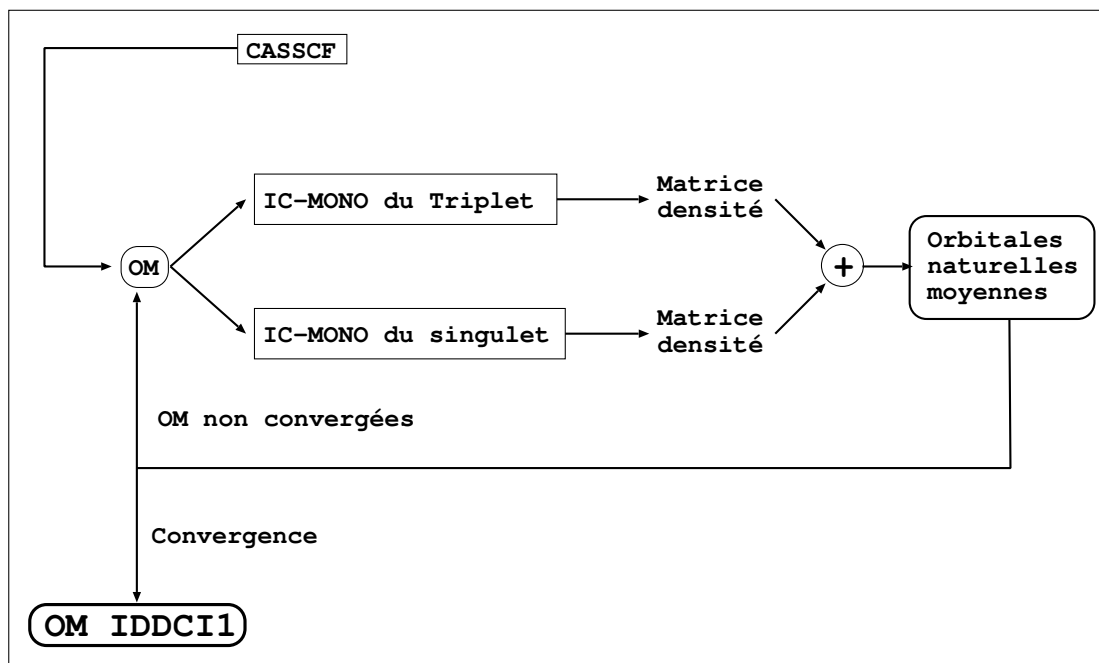 CASSCF
IC-MONO du Triplet
Matrice
densité
OM
+
Orbitales
naturelles
moyennes
IC-MONO du singulet
Matrice
densité
OM non convergées
Convergence
OM IDDCI1